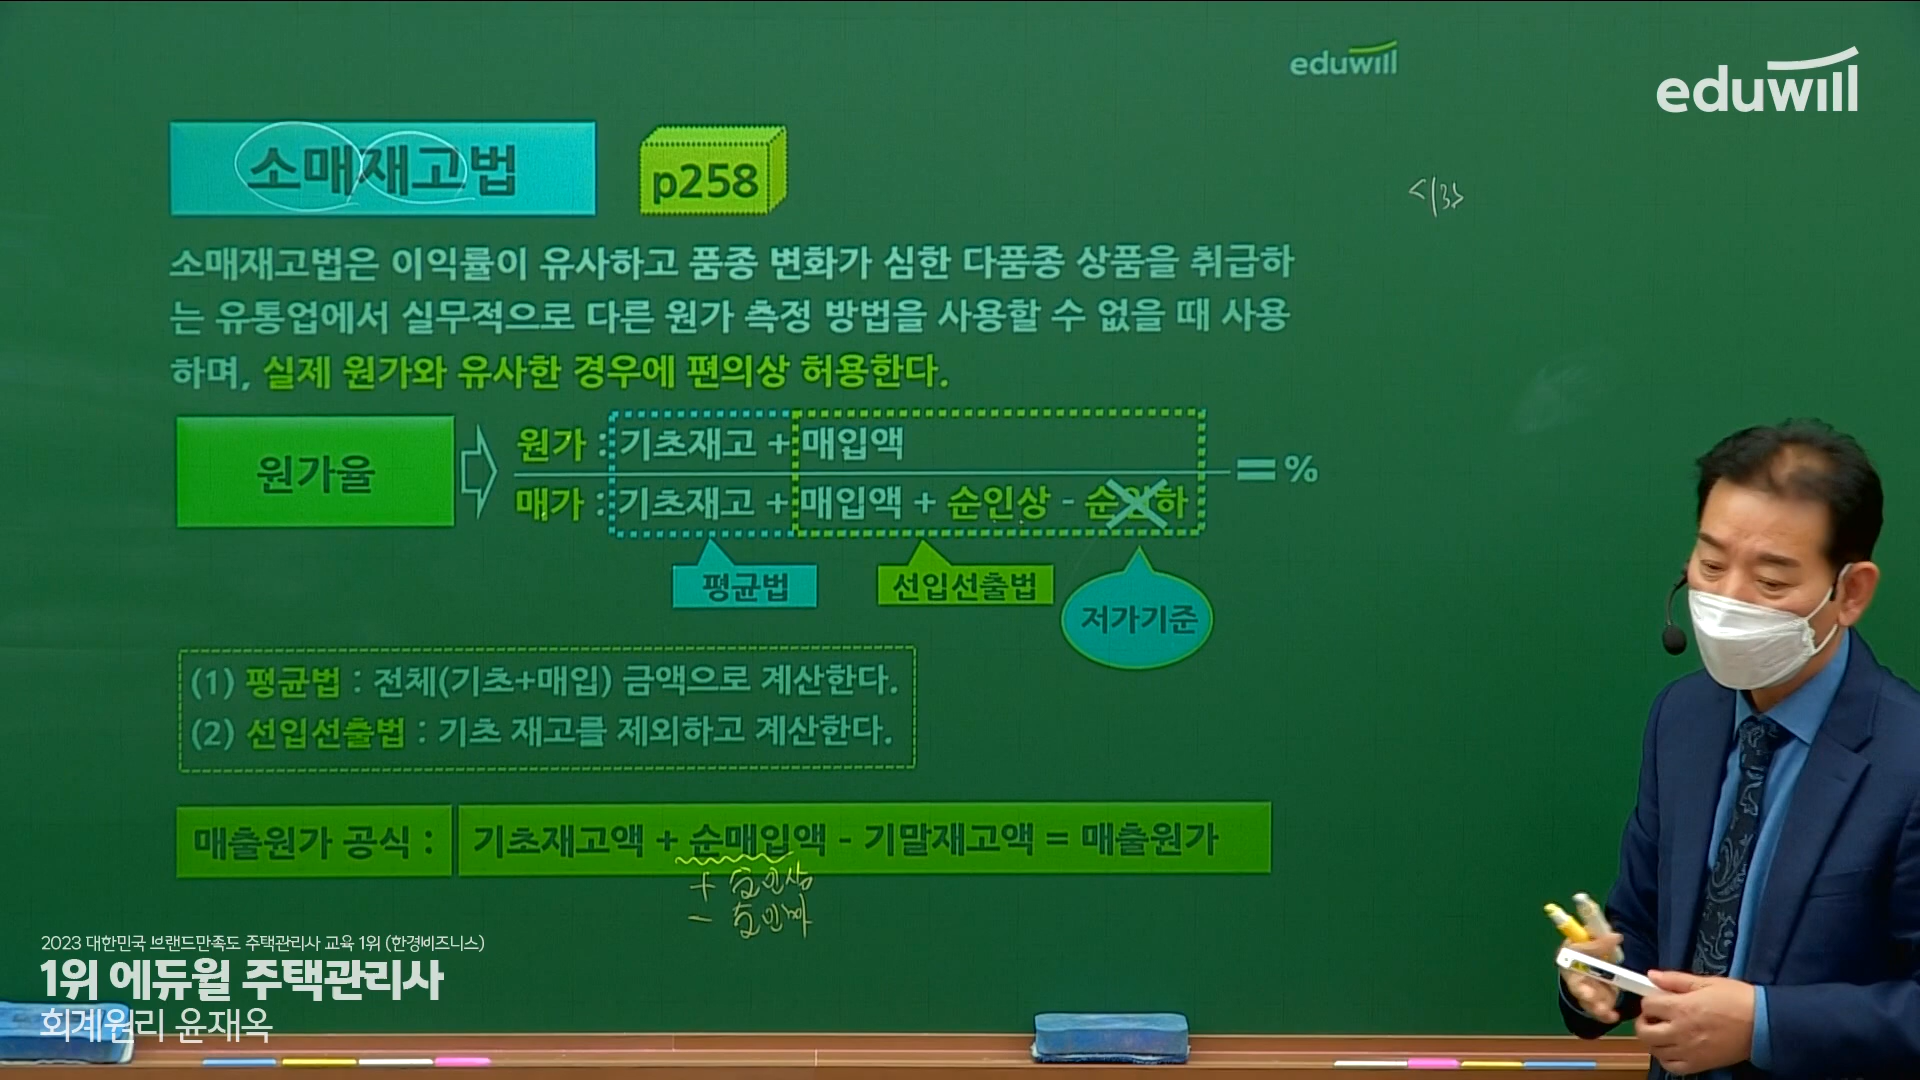 eduwill
eduwill
소매재고법
p258
<13>
소매재고법은 이익률이 유사하고 품종 변화가 심한 다품종 상품을 취급하
는 유통업에서 실무적으로 다른 원가 측정 방법을 사용할 수 없을 때 사용
하며, 실제 원가와 유사한 경우에 편의상 허용한다.
원가율
원가 : 기초재고 + 매입액
매가 : 기초재고 + 매입액 + 순인상 - 순인하
= %
평균법
선입선출법
저가기준
(1) 평균법 : 전체(기초+매입) 금액으로 계산한다.
(2) 선입선출법 : 기초 재고를 제외하고 계산한다.
매출원가 공식 : 기초재고액 + 순매입액 - 기말재고액 = 매출원가
+ 순인상
- 순인하
2023 대한민국 브랜드만족도 주택관리사 교육 1위 (한경비즈니스)
1위 에듀윌 주택관리사
회계원리 윤재옥